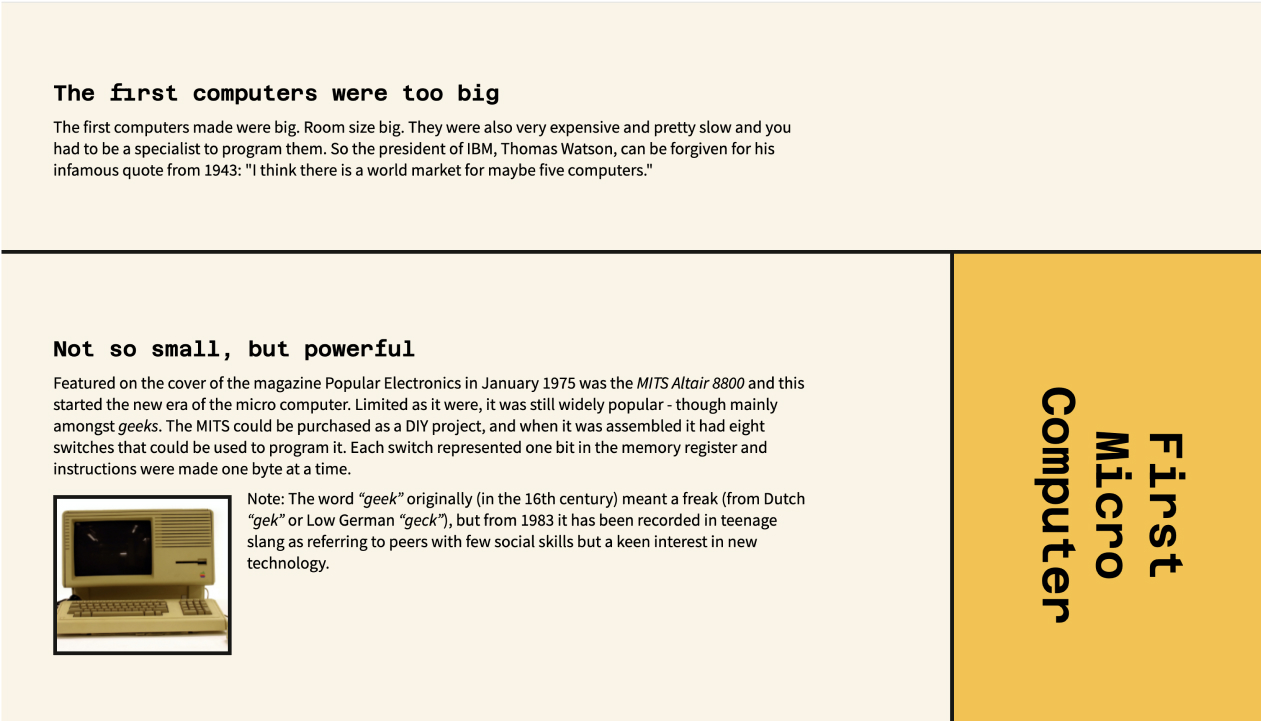 The first computers were too big
The first computers made were big. Room size big. They were also very expensive and pretty slow and you
had to be a specialist to program them. So the president of IBM, Thomas Watson, can be forgiven for his
infamous quote from 1943: "I think there is a world market for maybe five computers."
Not so small, but powerful
Featured on the cover of the magazine Popular Electronics in January 1975 was the MITS Altair 8800 and this
started the new era of the micro computer. Limited as it were, it was still widely popular - though mainly
amongst geeks. The MITS could be purchased as a DIY project, and when it was assembled it had eight
switches that could be used to program it. Each switch represented one bit in the memory register and
instructions were made one byte at a time.
Note: The word “geek” originally (in the 16th century) meant a freak (from Dutch
“gek” or Low German “geck”), but from 1983 it has been recorded in teenage
slang as referring to peers with few social skills but a keen interest in new
technology.
First
Micro
Computer